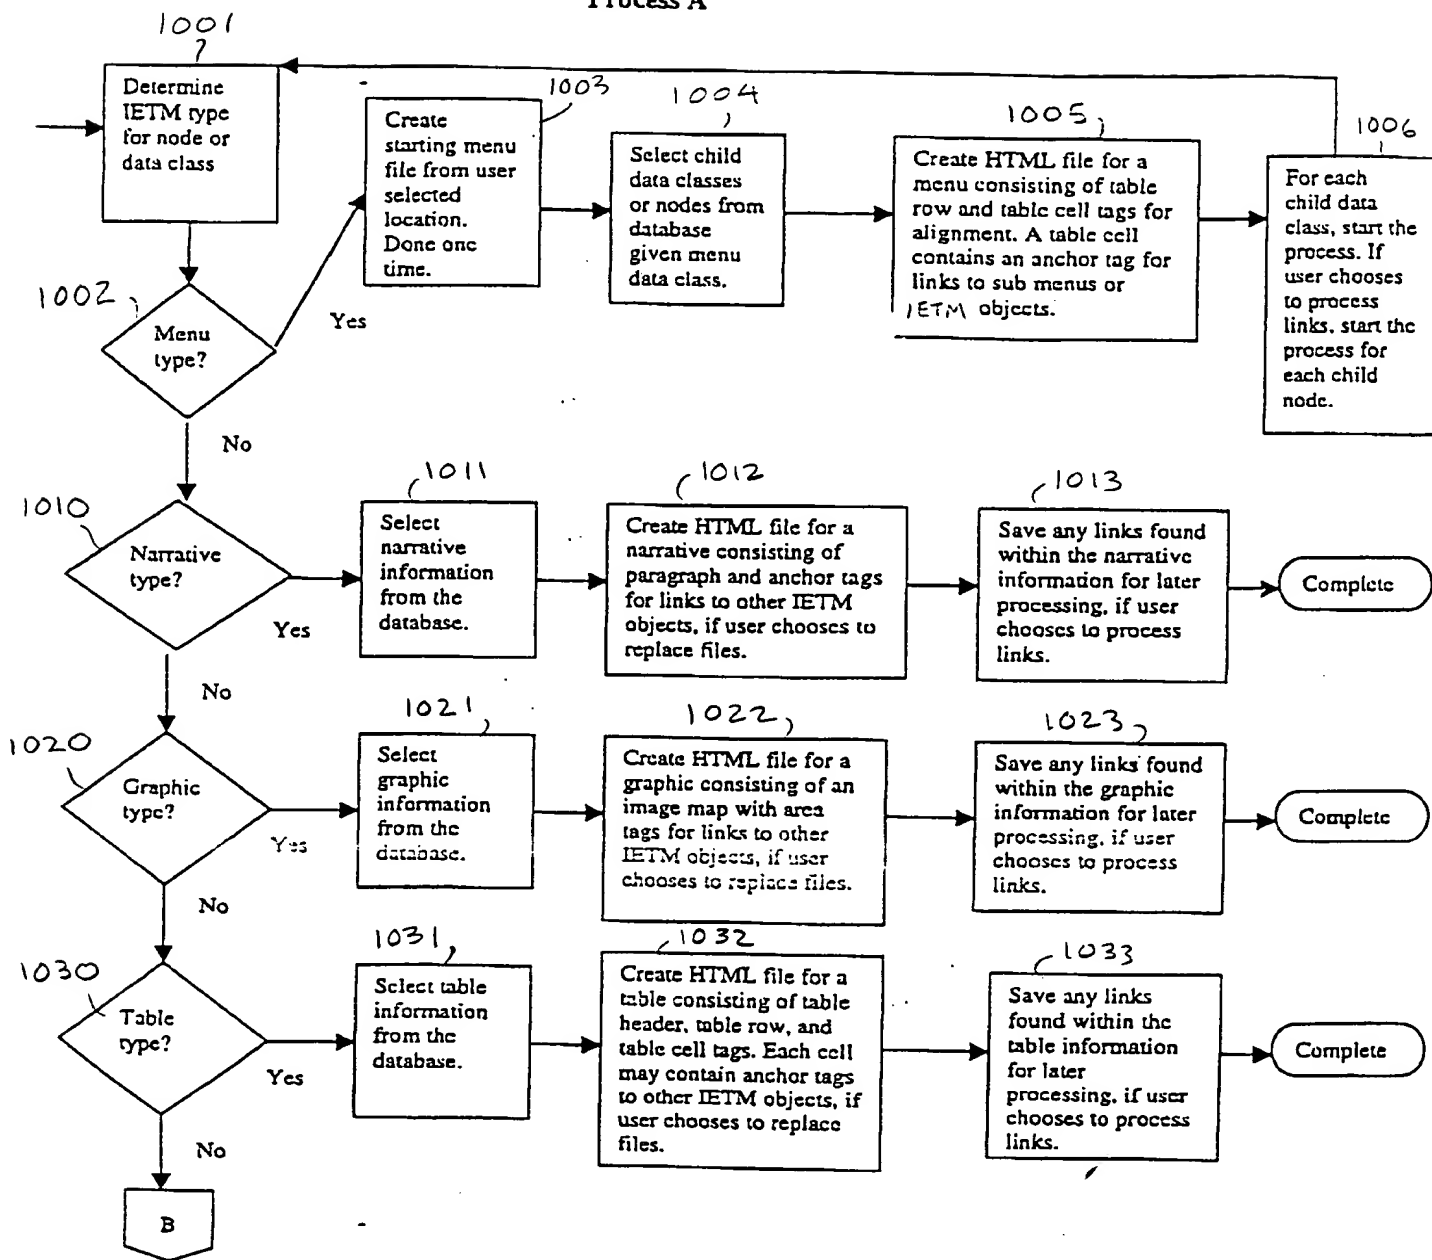 Process A
1001
Determine
IETM type
for node or
data class
1002
Menu
type?
Yes
No
1003
Create
starting menu
file from user
selected
location.
Done one
time.
1004
Select child
data classes
or nodes from
database
given menu
data class.
1005
Create HTML file for a
menu consisting of table
row and table cell tags for
alignment. A table cell
contains an anchor tag for
links to sub menus or
IETM objects.
1006
For each
child data
class, start the
process. If
user chooses
to process
links, start the
process for
each child
node.
1010
Narrative
type?
Yes
No
1011
Select
narrative
information
from the
database.
1012
Create HTML file for a
narrative consisting of
paragraph and anchor tags
for links to other IETM
objects, if user chooses to
replace files.
1013
Save any links found
within the narrative
information for later
processing, if user
chooses to process
links.
Complete
1020
Graphic
type?
Yes
No
1021
Select
graphic
information
from the
database.
1022
Create HTML file for a
graphic consisting of an
image map with area
tags for links to other
IETM objects, if user
chooses to replace files.
1023
Save any links found
within the graphic
information for later
processing, if user
chooses to process
links.
Complete
1030
Table
type?
Yes
No
1031
Select table
information
from the
database.
1032
Create HTML file for a
table consisting of table
header, table row, and
table cell tags. Each cell
may contain anchor tags
to other IETM objects, if
user chooses to replace
files.
1033
Save any links
found within the
table information
for later
processing, if user
chooses to process
links.
Complete
B